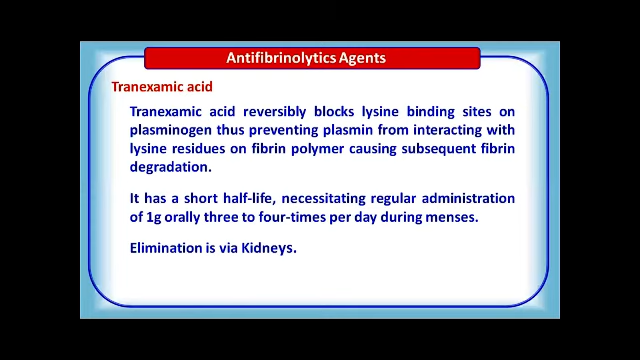 Antifibrinolytics Agents
Tranexamic acid
Tranexamic acid reversibly blocks lysine binding sites on
plasminogen thus preventing plasmin from interacting with
lysine residues on fibrin polymer causing subsequent fibrin
degradation.
It has a short half-life, necessitating regular administration
of 1g orally three to four-times per day during menses.
Elimination is via Kidneys.